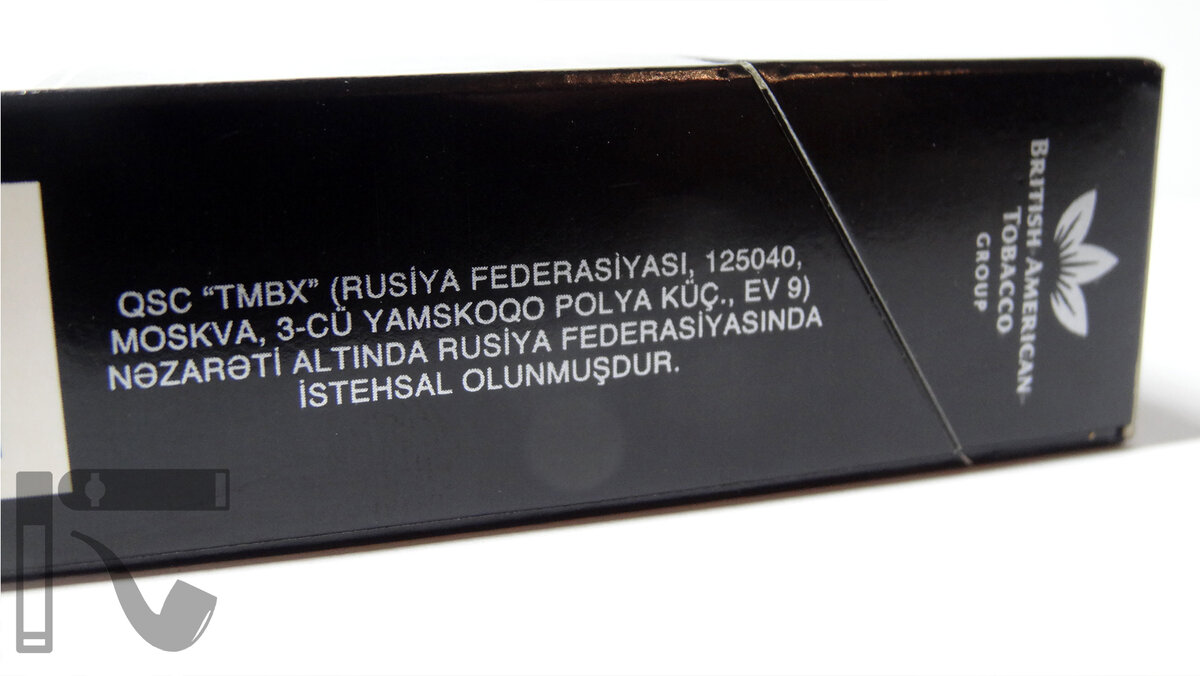 QSC “TMBX” (RUSİYA FEDERASİYASI, 125040,
MOSKVA, 3-CÜ YAMSKOQO POLYA KÜÇ., EV 9)
NƏZARƏTİ ALTINDA RUSİYA FEDERASİYASINDA
İSTEHSAL OLUNMUŞDUR.
BRITISH AMERICAN
TOBACCO
GROUP